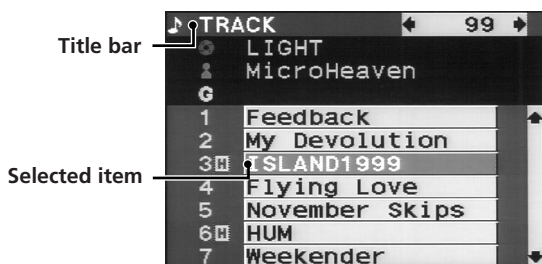 ♪ TRACK ← 99 →
Title bar
LIGHT
MicroHeaven
G
1 Feedback
2 My Devolution
3 H ISLAND1999
Selected item
4 Flying Love
5 November Skips
6 H HUM
7 Weekender